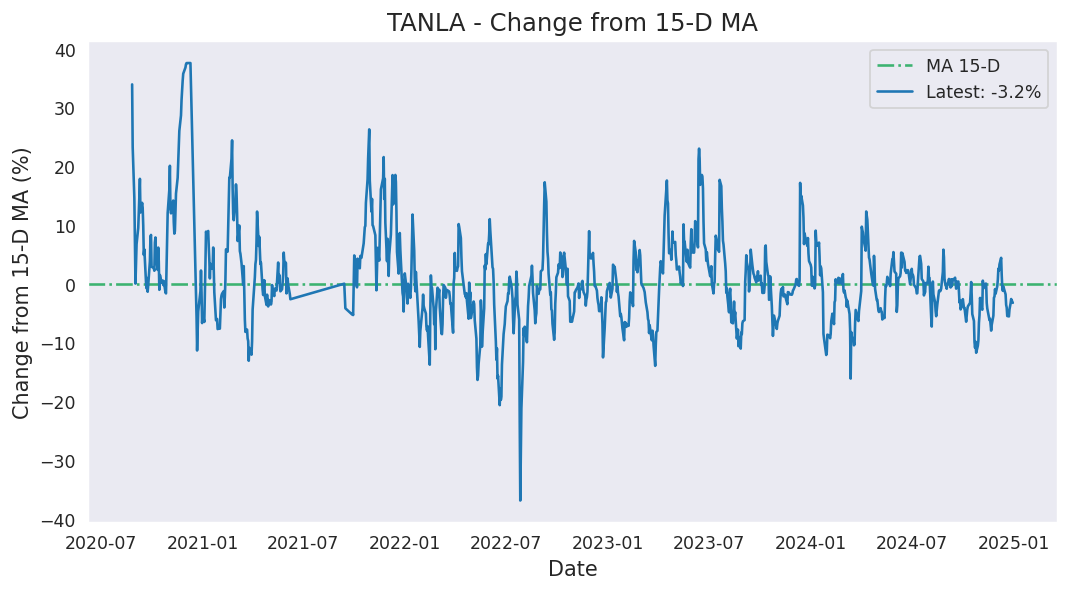 TANLA - Change from 15-D MA
MA 15-D
Latest: -3.2%
Change from 15-D MA (%)
40
30
20
10
0
−10
−20
−30
−40
2020-07 2021-01 2021-07 2022-01 2022-07 2023-01 2023-07 2024-01 2024-07 2025-01
Date